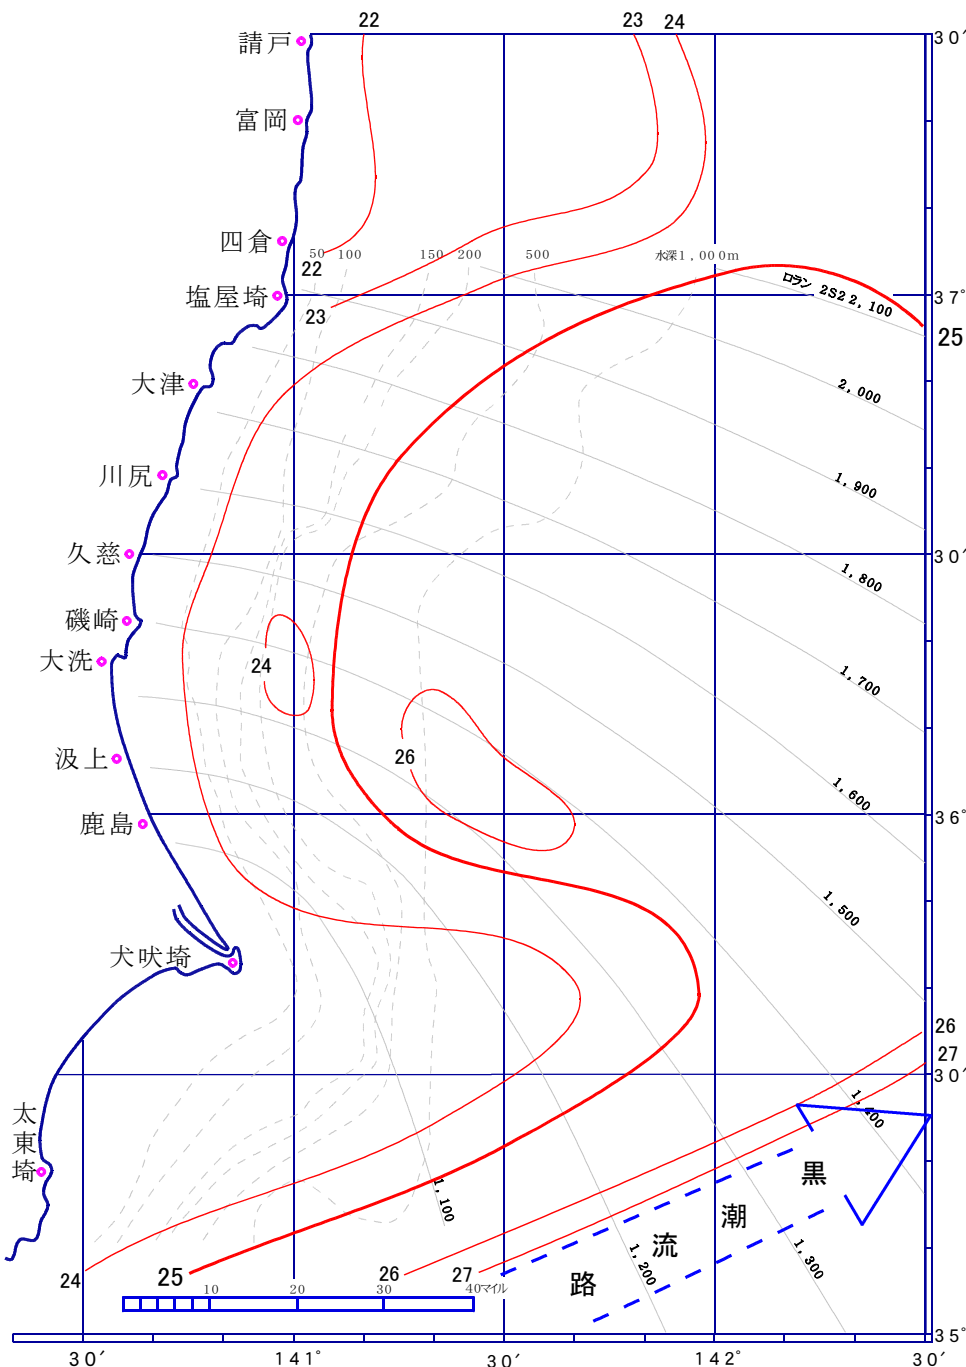 22 23 24
請戸 30′
富岡
四倉
50 100 150 200 500 水深1,000m
22
塩屋埼 ロラン 2S22,100 37°
23
25
大津 2,000
川尻 1,900
久慈 30′
1,800
磯崎
大洗 24
1,700
汲上 26
1,600
鹿島 36°
1,500
犬吠埼
26
27
30′
1,400
太東埼
黒潮流路
1,100
1,200
1,300
24 25 26 27
10 20 30 40マイル
35°
30′ 141° 30′ 142° 30′